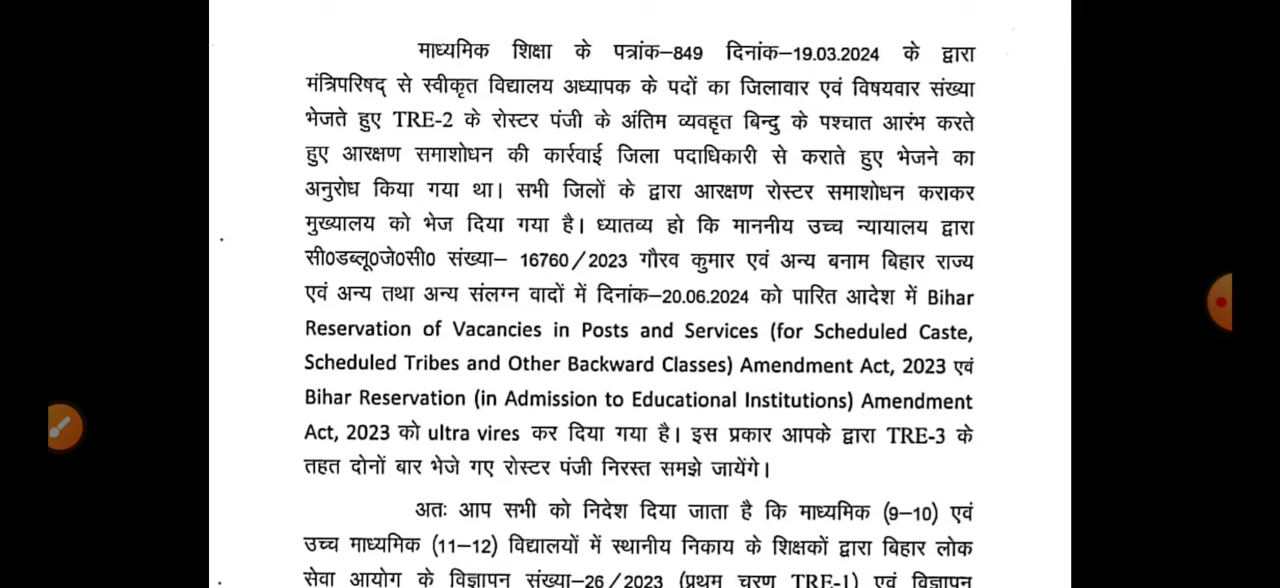 माध्यमिक शिक्षा के पत्रांक–849 दिनांक–19.03.2024 के द्वारा
मंत्रिपरिषद् से स्वीकृत विद्यालय अध्यापक के पदों का जिलावार एवं विषयवार संख्या
भेजते हुए TRE-2 के रोस्टर पंजी के अंतिम व्यवहृत बिन्दु के पश्चात आरंभ करते
हुए आरक्षण समाशोधन की कार्रवाई जिला पदाधिकारी से कराते हुए भेजने का
अनुरोध किया गया था। सभी जिलों के द्वारा आरक्षण रोस्टर समाशोधन कराकर
मुख्यालय को भेज दिया गया है। ध्यातव्य हो कि माननीय उच्च न्यायालय द्वारा
सी0डब्लू0जे0सी0 संख्या– 16760/2023 गौरव कुमार एवं अन्य बनाम बिहार राज्य
एवं अन्य तथा अन्य संलग्न वादों में दिनांक–20.06.2024 को पारित आदेश में Bihar
Reservation of Vacancies in Posts and Services (for Scheduled Caste,
Scheduled Tribes and Other Backward Classes) Amendment Act, 2023 एवं
Bihar Reservation (in Admission to Educational Institutions) Amendment
Act, 2023 को ultra vires कर दिया गया है। इस प्रकार आपके द्वारा TRE-3 के
तहत दोनों बार भेजे गए रोस्टर पंजी निरस्त समझे जायेंगे।
अतः आप सभी को निदेश दिया जाता है कि माध्यमिक (9–10) एवं
उच्च माध्यमिक (11–12) विद्यालयों में स्थानीय निकाय के शिक्षकों द्वारा बिहार लोक
सेवा आयोग के विज्ञापन संख्या–26/2023 (प्रथम चरण TRE-1) एवं विज्ञापन